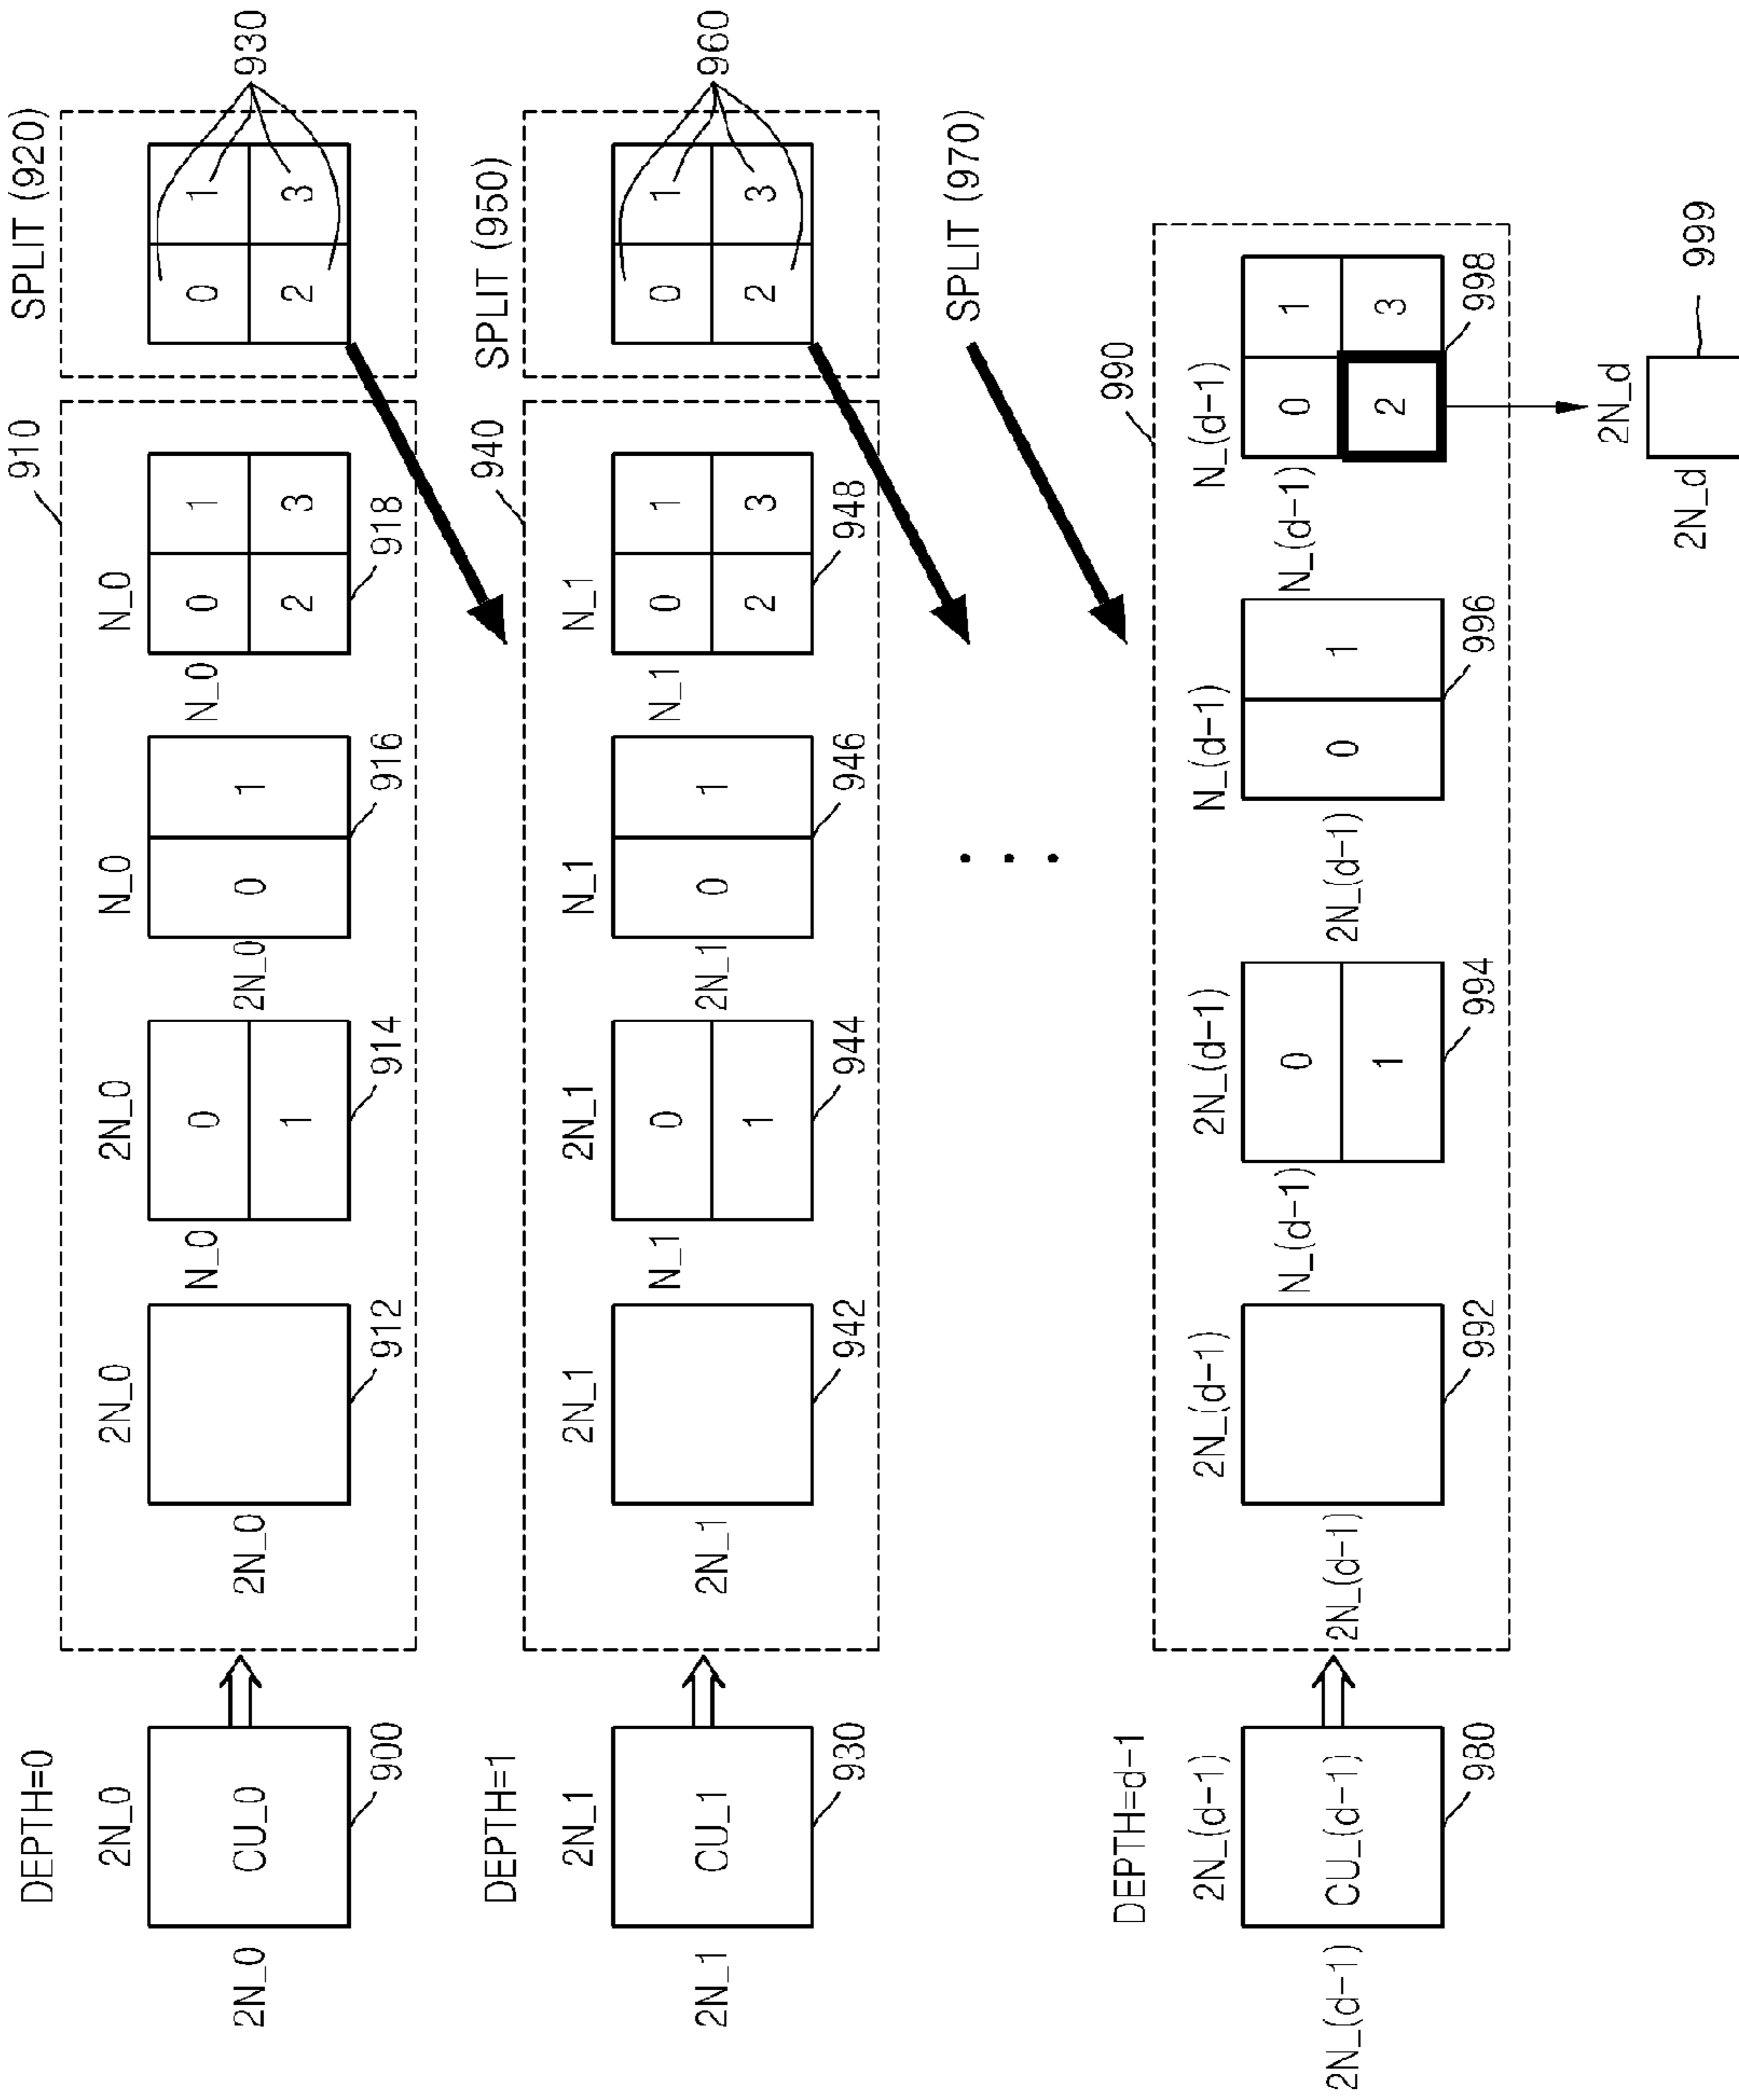 DEPTH=0
SPLIT (920)
910
930
2N_0
2N_0
2N_0
N_0
N_0
2N_0
CU_0
900
2N_0
912
N_0
0
1
914
2N_0
0
1
916
N_0
0
1
2
3
918
0
1
2
3
DEPTH=1
SPLIT (950)
940
960
2N_1
2N_1
2N_1
N_1
N_1
2N_1
CU_1
930
2N_1
942
N_1
0
1
944
2N_1
0
1
946
N_1
0
1
2
3
948
0
1
2
3
SPLIT (970)
DEPTH=d-1
990
2N_(d-1)
2N_(d-1)
2N_(d-1)
N_(d-1)
N_(d-1)
2N_(d-1)
CU_(d-1)
980
2N_(d-1)
992
N_(d-1)
0
1
994
2N_(d-1)
0
1
996
N_(d-1)
0
1
2
3
998
2N_d
2N_d
999